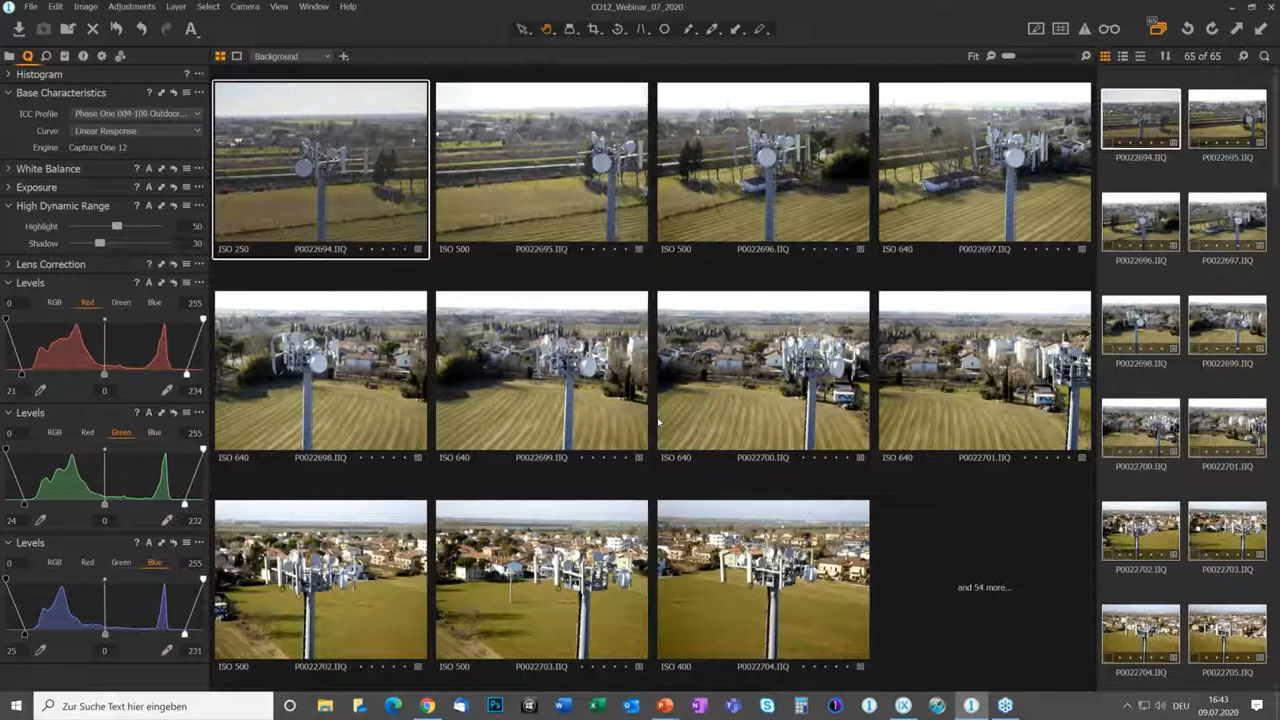 File Edit Image Adjustments Layer Select Camera View Window Help
CO12_Webinar_07_2020
Background
Fit
65
65 of 65
Histogram
Base Characteristics
ICC Profile Phase One IXM-100 Outdoor...
Curve Linear Response
Engine Capture One 12
White Balance
Exposure
High Dynamic Range
Highlight 50
Shadow 30
Lens Correction
Levels
0 RGB Red Green Blue 255
21 0 234
Levels
0 RGB Red Green Blue 255
24 0 232
Levels
0 RGB Red Green Blue 255
25 0 231
ISO 250 P0022694.IIQ
ISO 500 P0022695.IIQ
ISO 500 P0022696.IIQ
ISO 640 P0022697.IIQ
ISO 640 P0022698.IIQ
ISO 640 P0022699.IIQ
ISO 640 P0022700.IIQ
ISO 640 P0022701.IIQ
ISO 500 P0022702.IIQ
ISO 500 P0022703.IIQ
ISO 400 P0022704.IIQ
and 54 more...
P0022694.IIQ P0022695.IIQ
P0022696.IIQ P0022697.IIQ
P0022698.IIQ P0022699.IIQ
P0022700.IIQ P0022701.IIQ
P0022702.IIQ P0022703.IIQ
P0022704.IIQ P0022705.IIQ
Zur Suche Text hier eingeben
DEU
16:43
09.07.2020